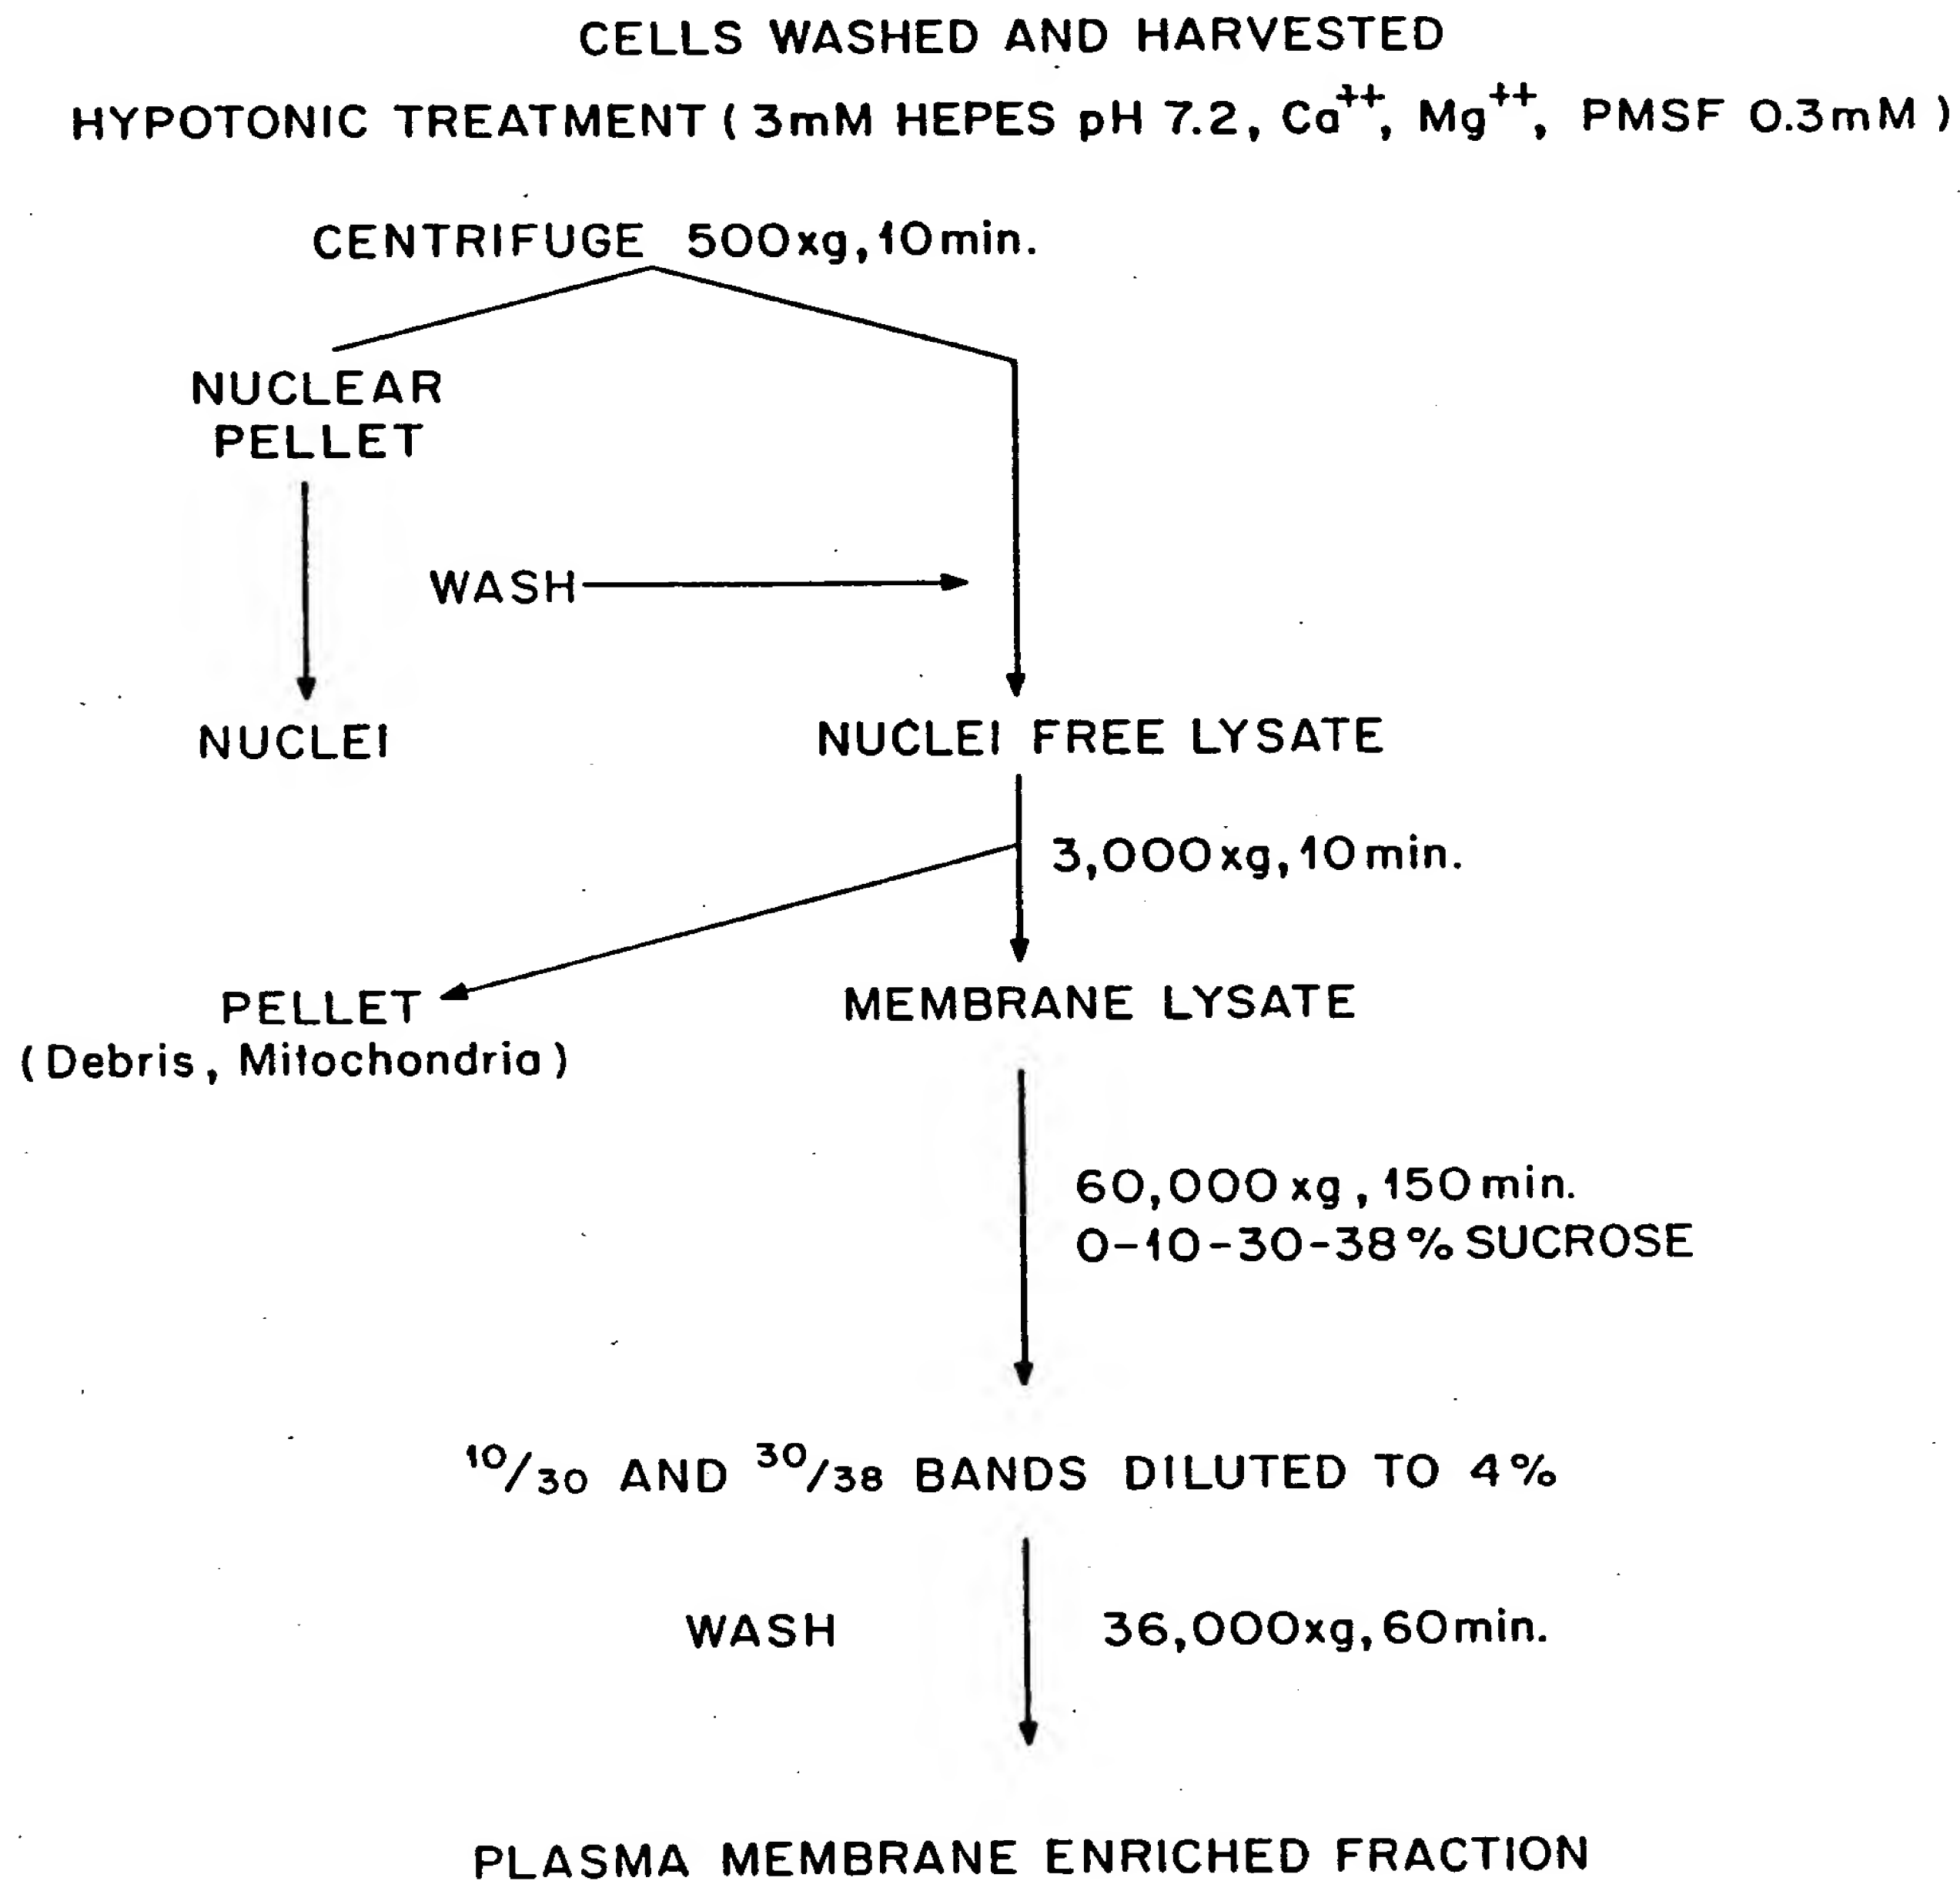 CELLS WASHED AND HARVESTED
HYPOTONIC TREATMENT ( 3mM HEPES pH 7.2, Ca⁺⁺, Mg⁺⁺, PMSF 0.3mM )
CENTRIFUGE 500xg, 10min.
NUCLEAR
PELLET
WASH
NUCLEI
NUCLEI FREE LYSATE
3,000xg, 10min.
PELLET
(Debris, Mitochondria)
MEMBRANE LYSATE
60,000xg, 150min.
0-10-30-38% SUCROSE
10/30 AND 30/38 BANDS DILUTED TO 4%
WASH
36,000xg, 60min.
PLASMA MEMBRANE ENRICHED FRACTION